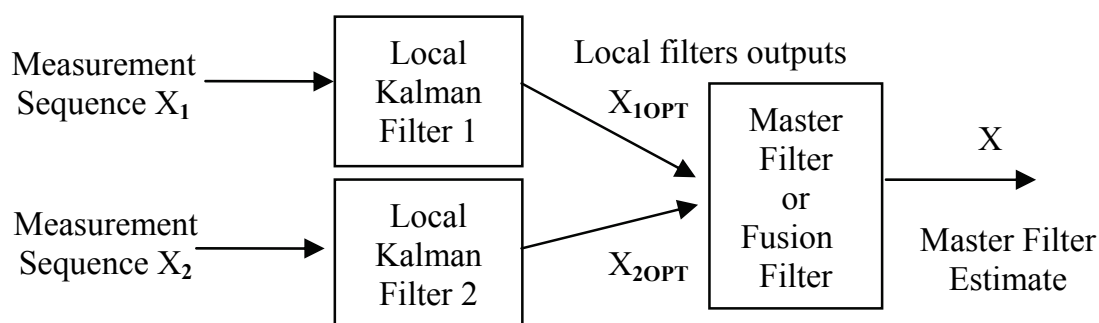 Measurement
Sequence X1
Local
Kalman
Filter 1
Local filters outputs
X1OPT
Master
Filter
or
Fusion
Filter
X
Master Filter
Estimate
Measurement
Sequence X2
Local
Kalman
Filter 2
X2OPT